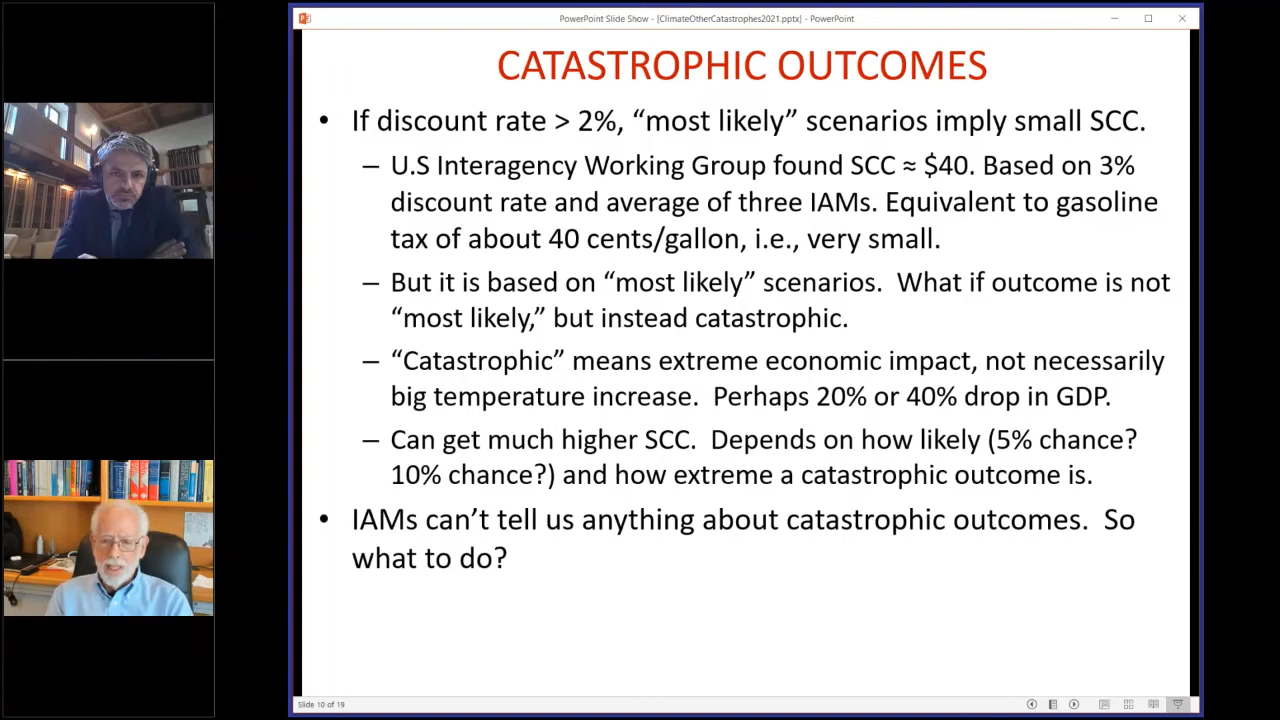 PowerPoint Slide Show - [ClimateOtherCatastrophes2021.pptx] - PowerPoint
CATASTROPHIC OUTCOMES
• If discount rate > 2%, “most likely” scenarios imply small SCC.
– U.S Interagency Working Group found SCC ≈ $40. Based on 3%
discount rate and average of three IAMs. Equivalent to gasoline
tax of about 40 cents/gallon, i.e., very small.
– But it is based on “most likely” scenarios.  What if outcome is not
“most likely,” but instead catastrophic.
– “Catastrophic” means extreme economic impact, not necessarily
big temperature increase.  Perhaps 20% or 40% drop in GDP.
– Can get much higher SCC.  Depends on how likely (5% chance?
10% chance?) and how extreme a catastrophic outcome is.
• IAMs can’t tell us anything about catastrophic outcomes.  So
what to do?
Slide 10 of 19